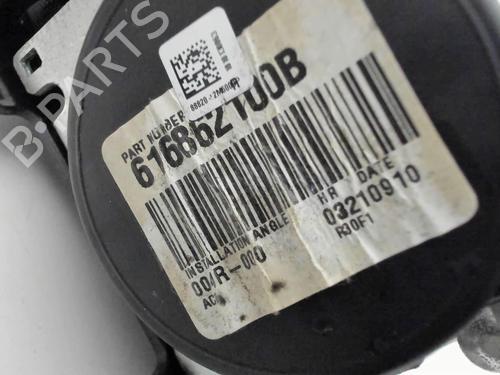 B-PARTS
88820-2M000
PART NUMBER
616862100B
INSTALLATION ANGLE
HR DATE
00/R-000
03210910
AC
R30F1